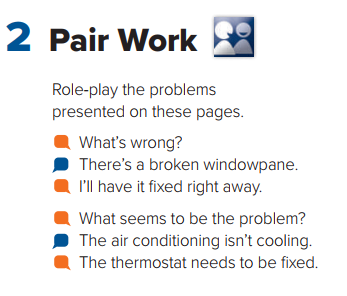 2 Pair Work
Role-play the problems
presented on these pages.
What's wrong?
There's a broken windowpane.
I'll have it fixed right away.
What seems to be the problem?
The air conditioning isn't cooling.
The thermostat needs to be fixed.